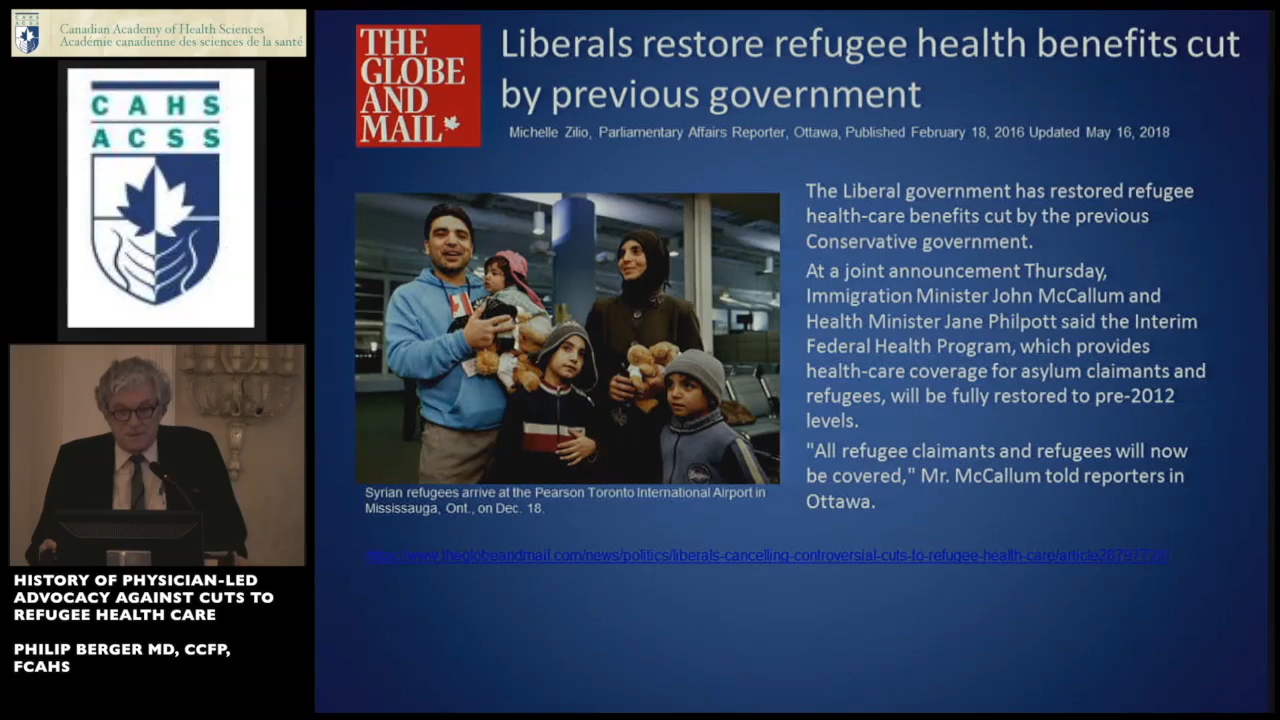 Canadian Academy of Health Sciences
Académie canadienne des sciences de la santé
CAHS
ACSS
HISTORY OF PHYSICIAN-LED
ADVOCACY AGAINST CUTS TO
REFUGEE HEALTH CARE
PHILIP BERGER MD, CCFP,
FCAHS
THE
GLOBE
AND
MAIL
Liberals restore refugee health benefits cut
by previous government
Michelle Zilio, Parliamentary Affairs Reporter, Ottawa, Published February 18, 2016 Updated May 16, 2018
Syrian refugees arrive at the Pearson Toronto International Airport in
Mississauga, Ont., on Dec. 18.
The Liberal government has restored refugee
health-care benefits cut by the previous
Conservative government.
At a joint announcement Thursday,
Immigration Minister John McCallum and
Health Minister Jane Philpott said the Interim
Federal Health Program, which provides
health-care coverage for asylum claimants and
refugees, will be fully restored to pre-2012
levels.
"All refugee claimants and refugees will now
be covered," Mr. McCallum told reporters in
Ottawa.